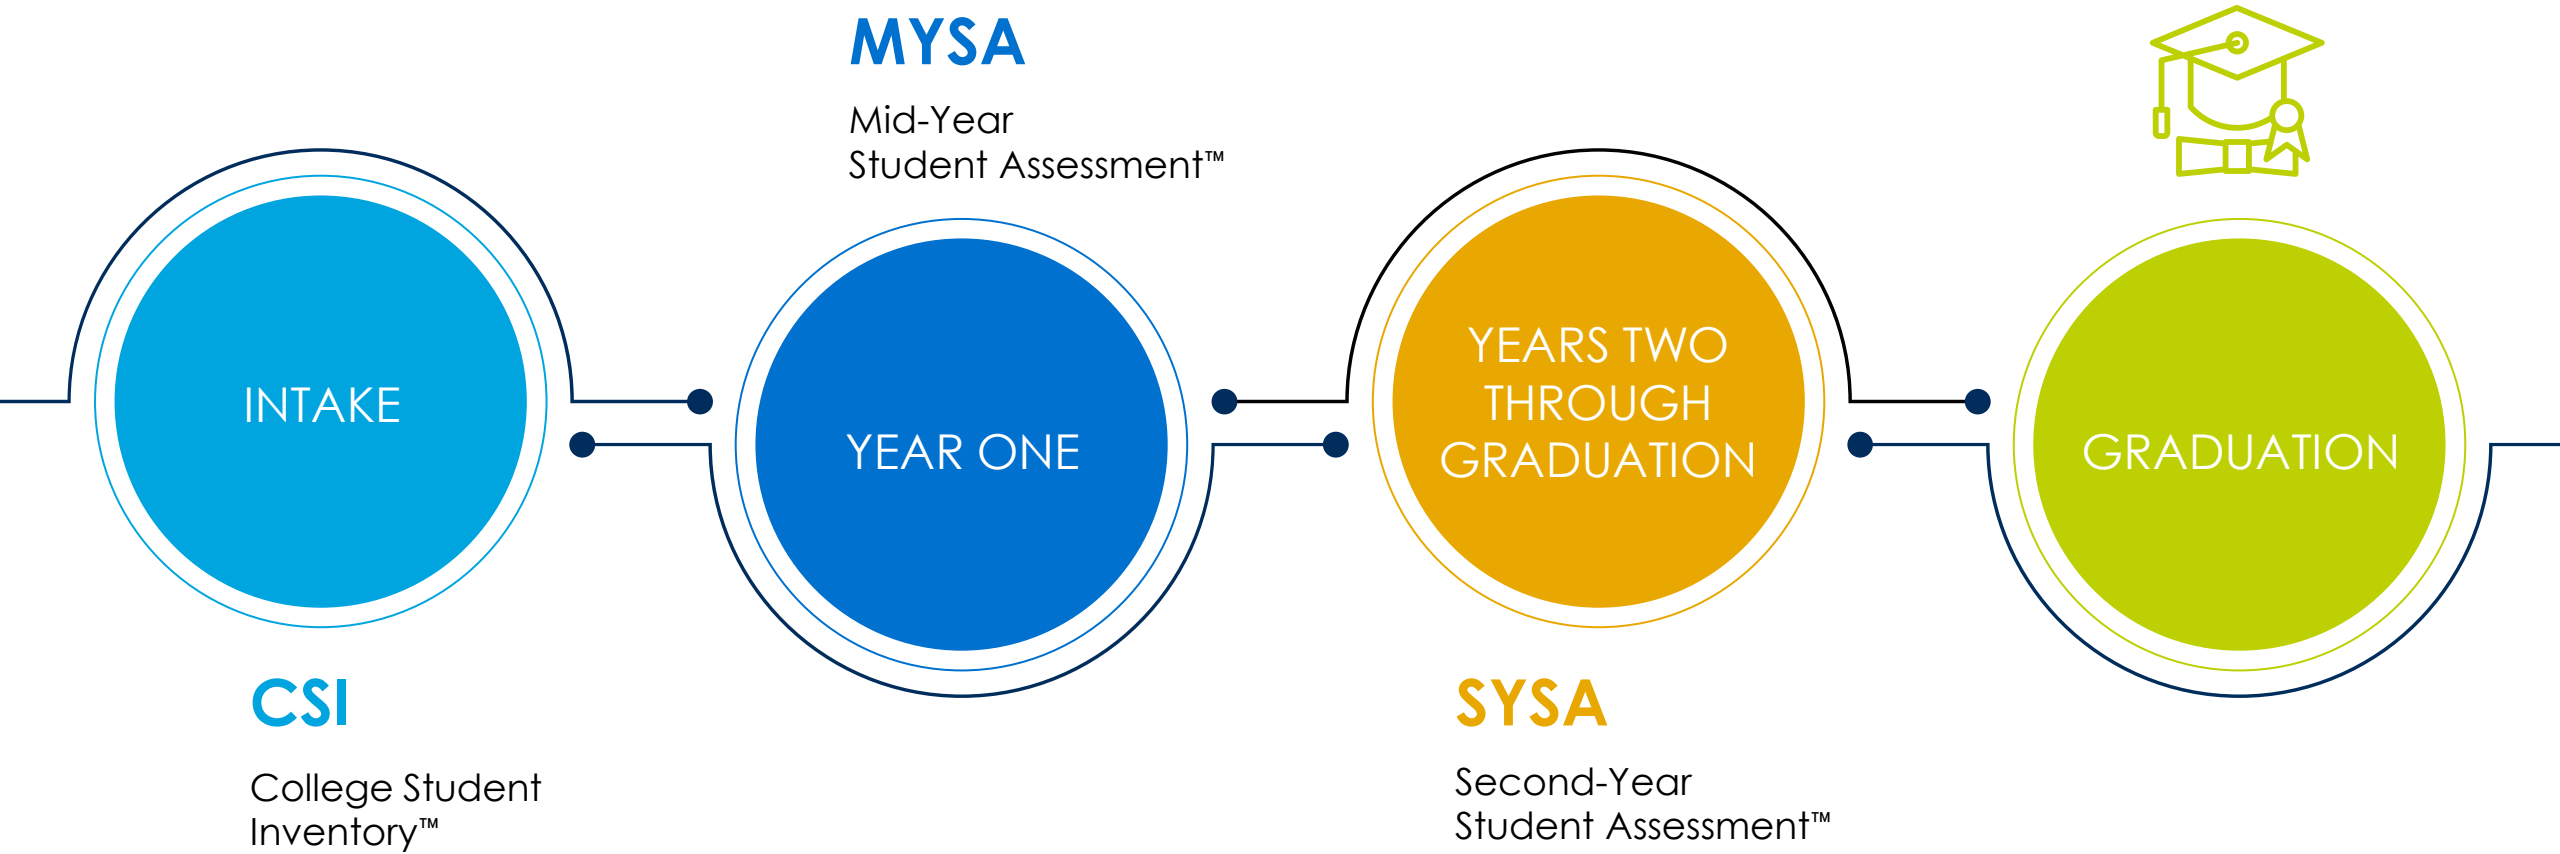 INTAKE
CSI
College Student
Inventory™
MYSA
Mid-Year
Student Assessment™
YEAR ONE
YEARS TWO
THROUGH
GRADUATION
SYSA
Second-Year
Student Assessment™
GRADUATION